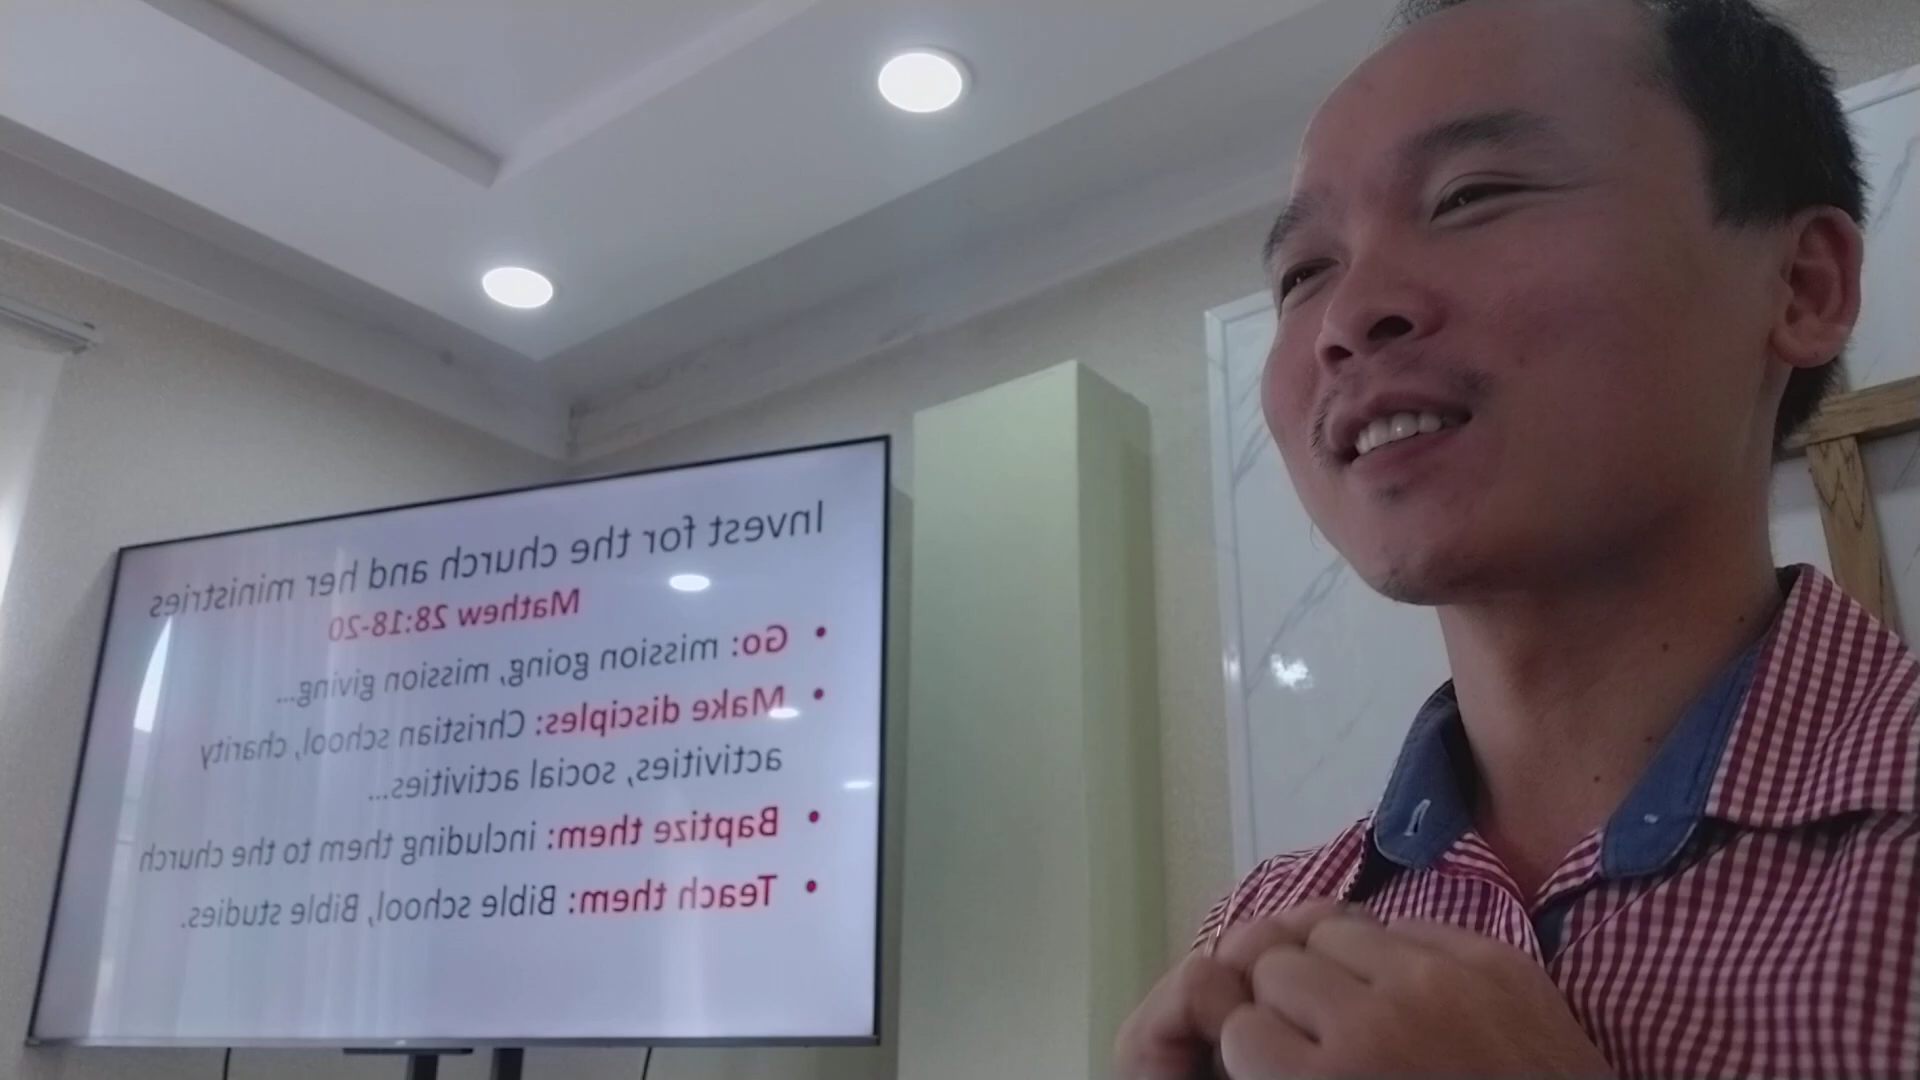 Invest for the church and her ministries
Mathew 28:18-20
• Go: mission going, mission giving...
• Make disciples: Christian school, charity
activities, social activities...
• Baptize them: including them to the church
• Teach them: Bible school, Bible studies.